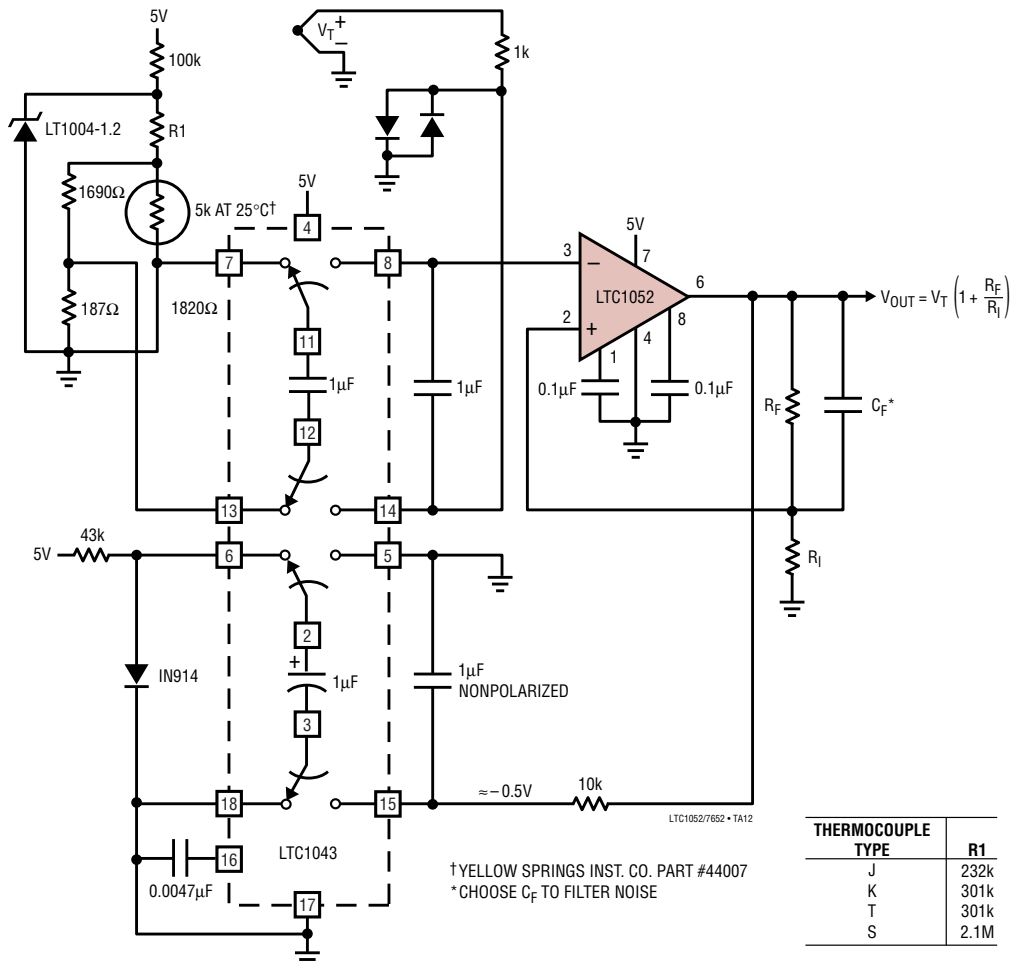 5V
100k
LT1004-1.2
R1
1690Ω
5k AT 25°C†
187Ω
1820Ω
V_T
+
−
1k
5V
4
7
8
11
1µF
12
13
14
1µF
5V
3
−
7
LTC1052
6
2
+
8
1
4
0.1µF
0.1µF
V_OUT = V_T (1 + R_F/R_I)
R_F
C_F*
R_I
43k
5V
6
5
2
+
1µF
3
IN914
1µF
NONPOLARIZED
18
15
≈ −0.5V
10k
LTC1052/7652 • TA12
16
LTC1043
0.0047µF
17
†YELLOW SPRINGS INST. CO. PART #44007
*CHOOSE C_F TO FILTER NOISE
THERMOCOUPLE
TYPE R1
J 232k
K 301k
T 301k
S 2.1M